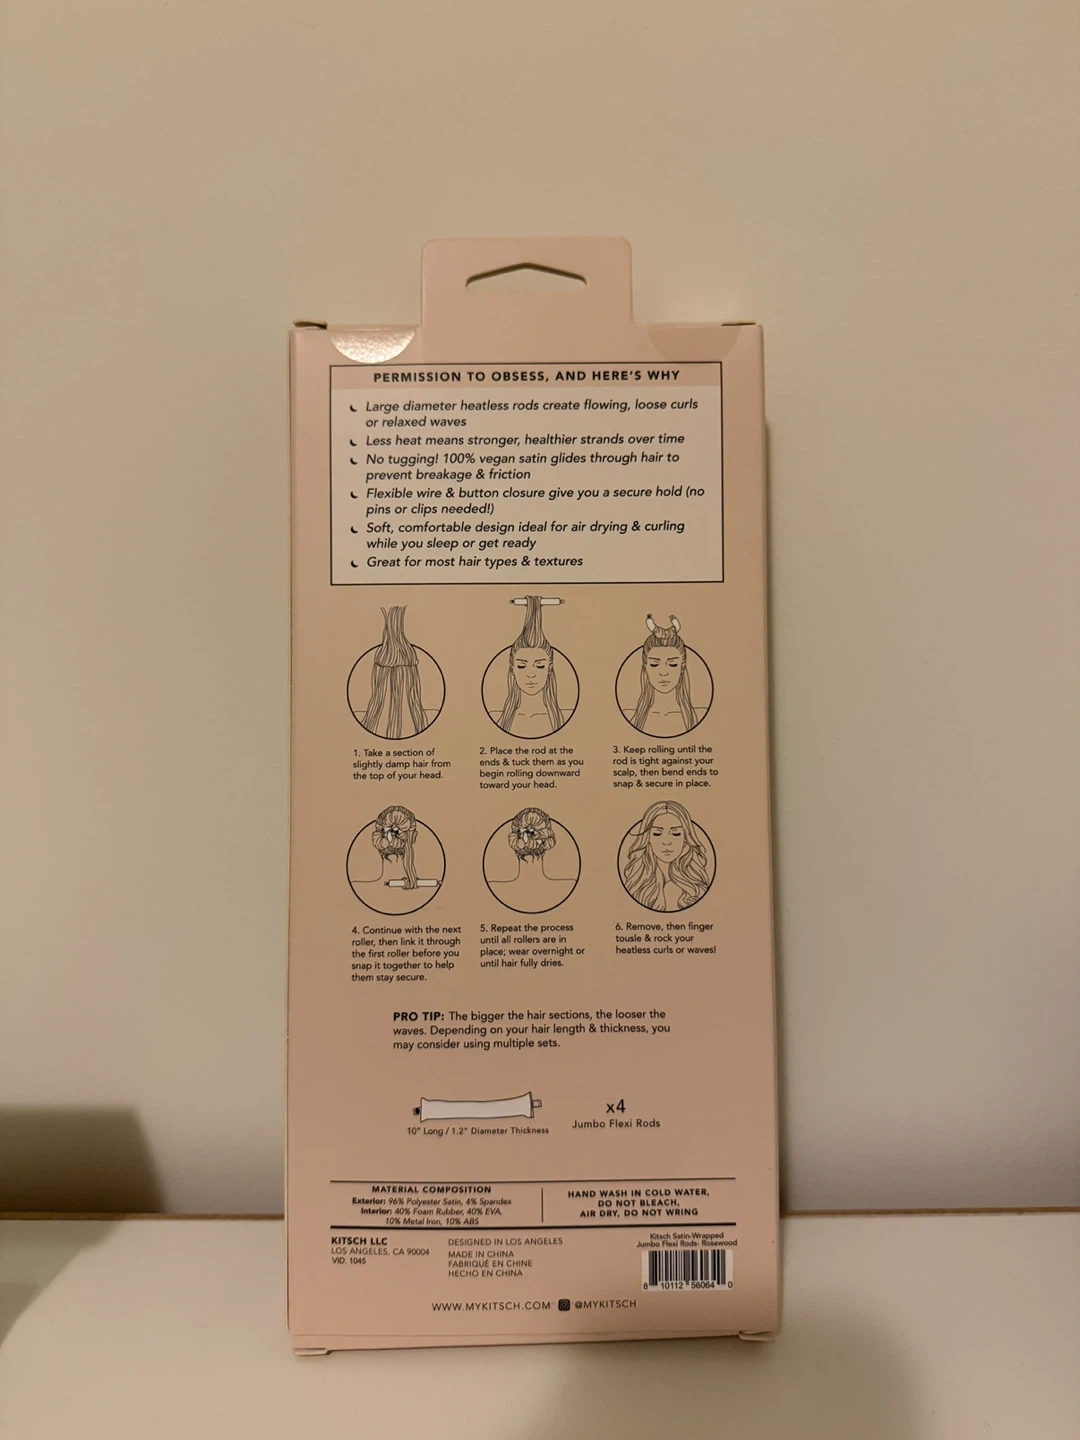 PERMISSION TO OBSESS, AND HERE'S WHY
Large diameter heatless rods create flowing, loose curls
or relaxed waves
Less heat means stronger, healthier strands over time
No tugging! 100% vegan satin glides through hair to
prevent breakage & friction
Flexible wire & button closure give you a secure hold (no
pins or clips needed!)
Soft, comfortable design ideal for air drying & curling
while you sleep or get ready
Great for most hair types & textures
1. Take a section of
slightly damp hair from
the top of your head.
2. Place the rod at the
ends & tuck them as you
begin rolling downward
toward your head.
3. Keep rolling until the
rod is tight against your
scalp, then bend ends to
snap & secure in place.
4. Continue with the next
roller, then link it through
the first roller before you
snap it together to help
them stay secure.
5. Repeat the process
until all rollers are in
place; wear overnight or
until hair fully dries.
6. Remove, then finger
tousle & rock your
heatless curls or waves!
PRO TIP: The bigger the hair sections, the looser the
waves. Depending on your hair length & thickness, you
may consider using multiple sets.
10" Long / 1.2" Diameter Thickness
x4
Jumbo Flexi Rods
MATERIAL COMPOSITION
Exterior: 96% Polyester Satin, 4% Spandex
Interior: 40% Foam Rubber, 40% EVA,
10% Metal Iron, 10% ABS
HAND WASH IN COLD WATER,
DO NOT BLEACH,
AIR DRY, DO NOT WRING
KITSCH LLC
LOS ANGELES, CA 90004
VID: 1045
DESIGNED IN LOS ANGELES
MADE IN CHINA
FABRIQUÉ EN CHINE
HECHO EN CHINA
Kitsch Satin-Wrapped
Jumbo Flexi Rods- Rosewood
8 10112 56064 0
WWW.MYKITSCH.COM @MYKITSCH